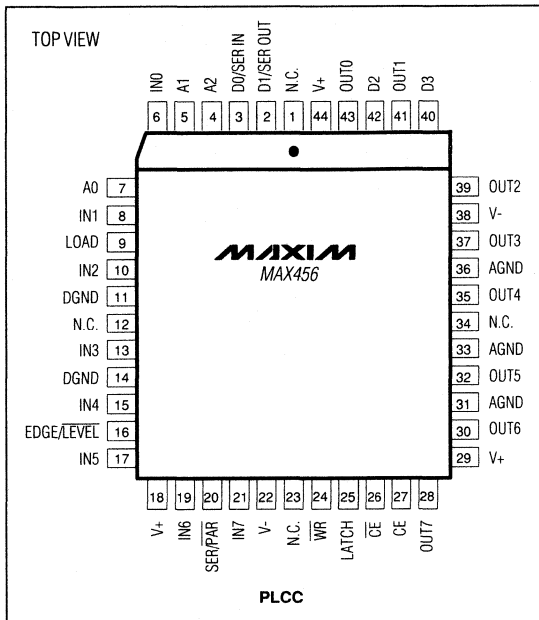 TOP VIEW
IN0 A1 A2 D0/SER IN D1/SER OUT N.C. V+ OUT0 D2 OUT1 D3
6 5 4 3 2 1 44 43 42 41 40
A0 7
IN1 8
LOAD 9
IN2 10
DGND 11
N.C. 12
IN3 13
DGND 14
IN4 15
EDGE/LEVEL 16
IN5 17
MAXIM
MAX456
39 OUT2
38 V-
37 OUT3
36 AGND
35 OUT4
34 N.C.
33 AGND
32 OUT5
31 AGND
30 OUT6
29 V+
18 19 20 21 22 23 24 25 26 27 28
V+ IN6 SER/PAR IN7 V- N.C. WR LATCH CE CE OUT7
PLCC